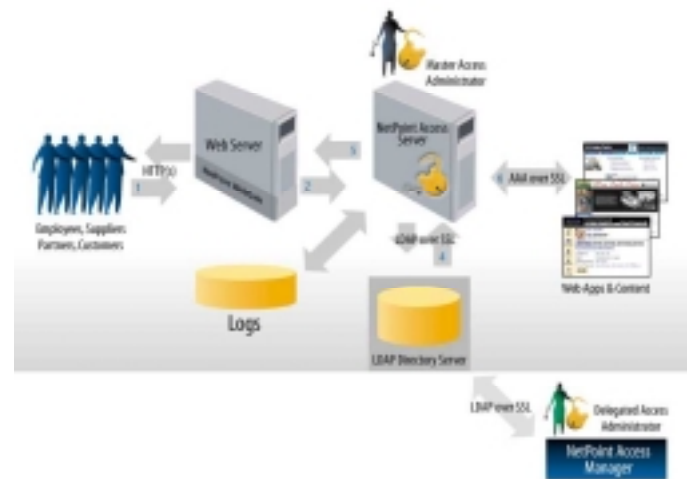 Master Access
Administrator
Web Server
NetPoint Access
Server
5
HTTP(s)
1
2
AAA over SSL
Employees, Suppliers
Partners, Customers
LDAP over SSL
4
Web Apps & Content
Logs
LDAP Directory Server
LDAP over SSL
Delegated Access
Administrator
NetPoint Access
Manager